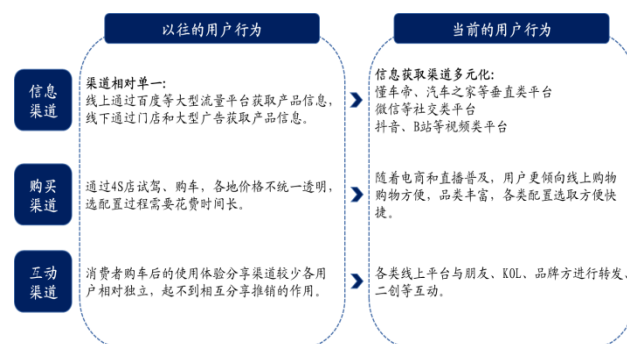 以往的用户行为
当前的用户行为
信息
渠道
渠道相对单一:
线上通过百度等大型流量平台获取产品信息,
线下通过门店和大型广告获取产品信息。
信息获取渠道多元化:
懂车帝、汽车之家等垂直类平台
微信等社交类平台
抖音、B站等视频类平台
购买
渠道
通过4S店试驾、购车,各地价格不统一透明,
选配置过程需要花费时间长。
随着电商和直播普及,用户更倾向线上购物
购物方便,品类丰富,各类配置选取方便快
捷。
互动
渠道
消费者购车后的使用体验分享渠道较少各用
户相对独立,起不到相互分享推销的作用。
各类线上平台与朋友、KOL、品牌方进行转发、
二创等互动。